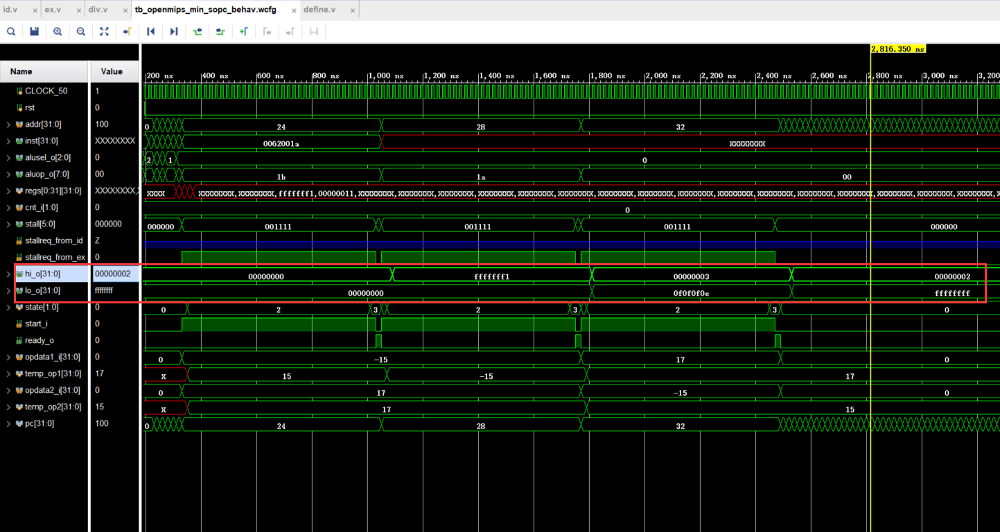 id.v × ex.v × div.v × tb_openmips_min_sopc_behav.wcfg × define.v ×
2,816.350 ns
Name Value 200 ns 400 ns 600 ns 800 ns 1,000 ns 1,200 ns 1,400 ns 1,600 ns 1,800 ns 2,000 ns 2,200 ns 2,400 ns 2,600 ns 2,800 ns 3,000 ns 3,200
CLOCK_50 1
rst 0
addr[31:0] 100 0 24 28 32
inst[31:0] XXXXXXXX 0062001a XXXXXXXX
alusel_o[2:0] 0 2 1 0
aluop_o[7:0] 00 1b 1a 00
regs[0:31][31:0] XXXXXXXX, XXXXX XXXXXXXX,XXXXXXXX,fffffff1,00000011,XXXXXXXX,XXXXXXXX,XXXXXXXX,XXXXXXXX,XXXXXXXX,XXXXXXXX,XXXXXXXX,XXXXXXXX,XXXXXXXX,XXXXXXXX,XXXXXXXX,XXXXXXXX
cnt_i[1:0] 0 0
stall[5:0] 000000 000000 001111 001111 001111 000000
stallreq_from_id Z
stallreq_from_ex 0
hi_o[31:0] 00000002 00000000 fffffff1 00000003 00000002
lo_o[31:0] ffffffff 00000000 0f0f0f0e ffffffff
state[1:0] 0 0 2 3 2 3 2 3 0
start_i 0
ready_o 0
opdata1_i[31:0] 0 0 -15 17 0
temp_op1[31:0] 17 X 15 -15 17
opdata2_i[31:0] 0 0 17 -15 0
temp_op2[31:0] 15 X 17 15
pc[31:0] 100 0 24 28 32